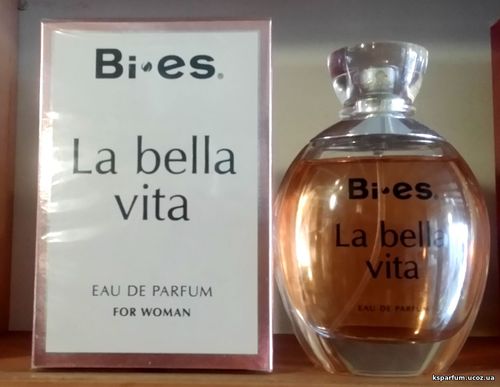 Bi·es®
La bella
vita
EAU DE PARFUM
FOR WOMAN
Bi·es®
La bella
vita
EAU DE PARFUM
ksparfum.ucoz.ua